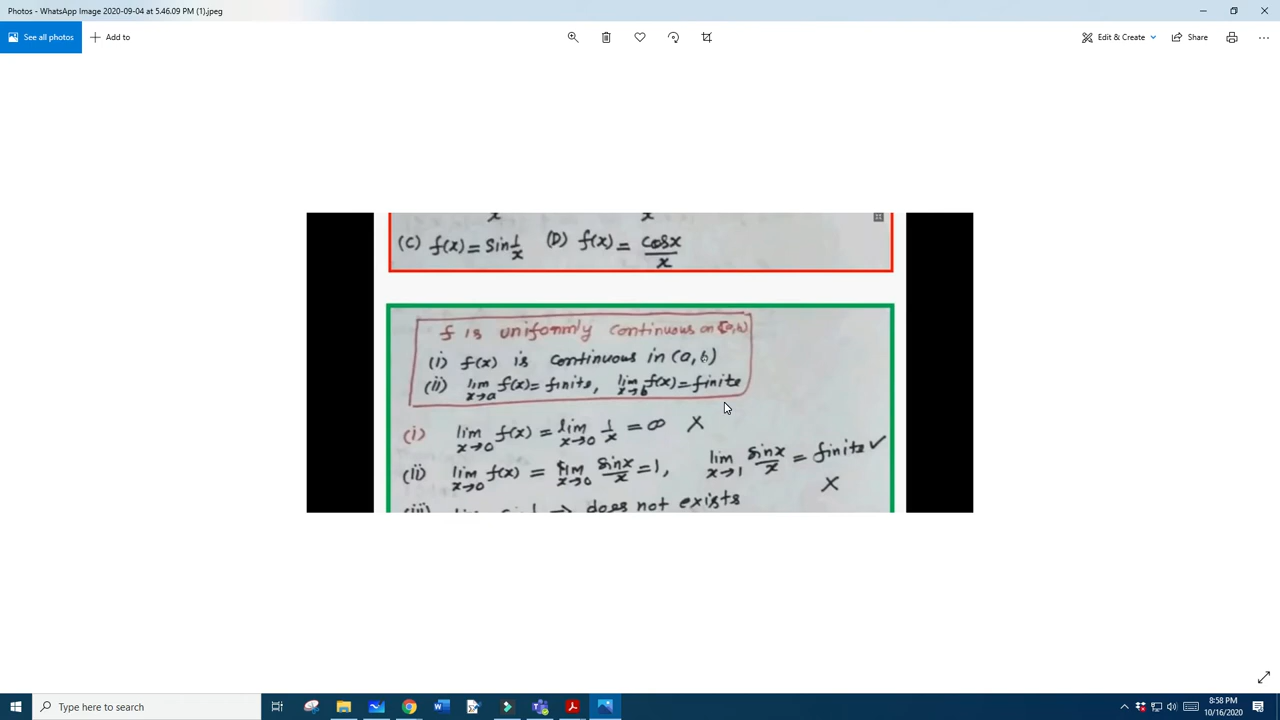 Photos - WhatsApp Image 2020-09-04 at 5.46.09 PM (1).jpeg
See all photos
Add to
Edit & Create
Share
x x
(C) f(x) = sin 1/x (D) f(x) = cosx/x
f is uniformly continuous on (a,b)
(i) f(x) is continuous in (a, b)
(ii) lim x→a f(x) = finite, lim x→b f(x) = finite
(i) lim x→0 f(x) = lim x→0 1/x = ∞ X
(ii) lim x→0 f(x) = lim x→0 sinx/x = 1, lim x→1 sinx/x = finite ✓
X
does not exists
Type here to search
8:58 PM
10/16/2020